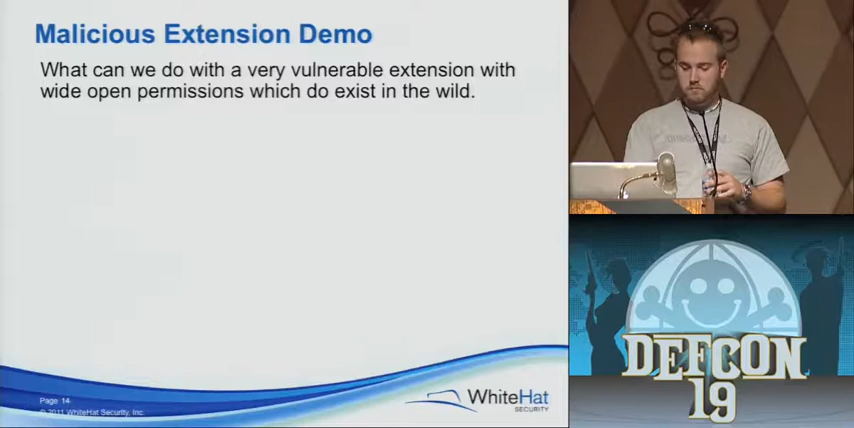 Malicious Extension Demo
What can we do with a very vulnerable extension with
wide open permissions which do exist in the wild.
Page 14
© 2011 WhiteHat Security, Inc.
WhiteHat
SECURITY
DEFCON
19